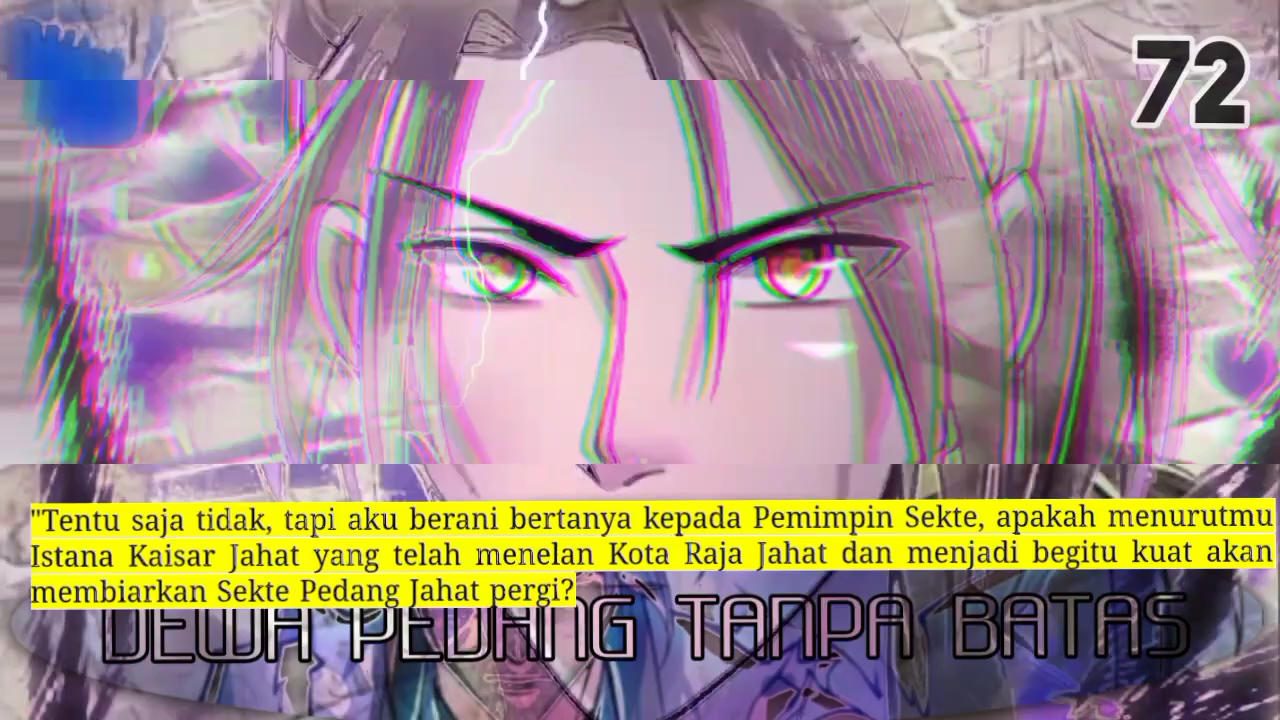 72
"Tentu saja tidak, tapi aku berani bertanya kepada Pemimpin Sekte, apakah menurutmu
Istana Kaisar Jahat yang telah menelan Kota Raja Jahat dan menjadi begitu kuat akan
membiarkan Sekte Pedang Jahat pergi?
DEWA PEDANG TANPA BATAS